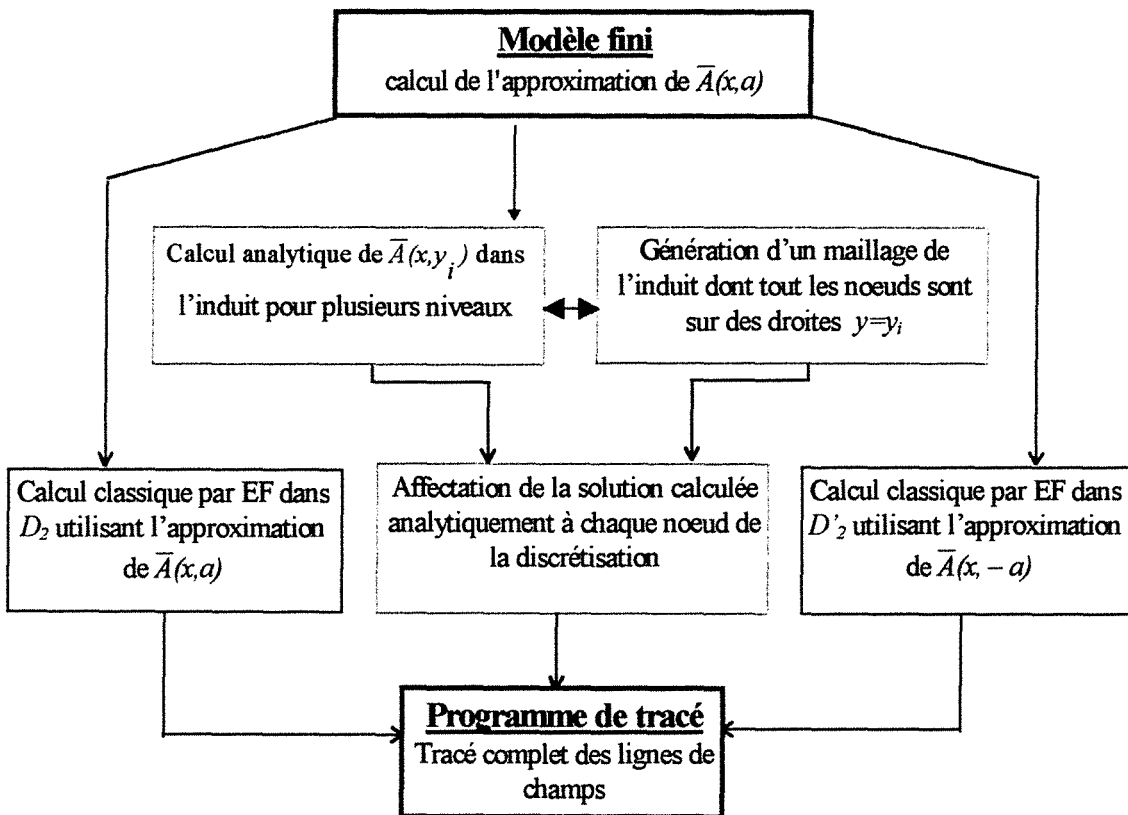 Modèle fini
calcul de l'approximation de A̅(x,a)
Calcul analytique de A̅(x,y_i) dans
l'induit pour plusieurs niveaux
Génération d'un maillage de
l'induit dont tout les noeuds sont
sur des droites y=y_i
Calcul classique par EF dans
D₂ utilisant l'approximation
de A̅(x,a)
Affectation de la solution calculée
analytiquement à chaque noeud de
la discrétisation
Calcul classique par EF dans
D'₂ utilisant l'approximation
de A̅(x, – a)
Programme de tracé
Tracé complet des lignes de
champs